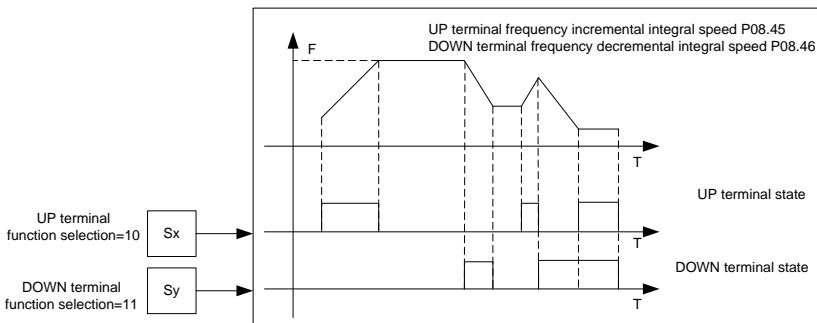 UP terminal frequency incremental integral speed P08.45
DOWN terminal frequency decremental integral speed P08.46
F
T
UP terminal state
UP terminal
function selection=10
Sx
T
DOWN terminal state
DOWN terminal
function selection=11
Sy
T